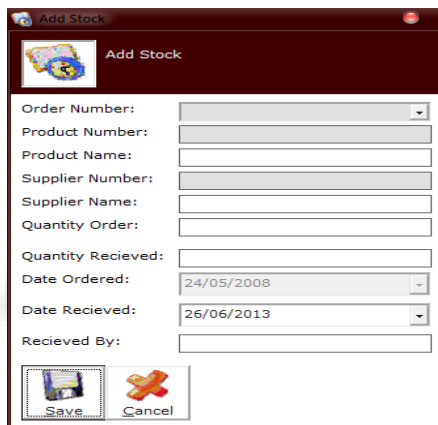 Add Stock
Add Stock
Order Number:
Product Number:
Product Name:
Supplier Number:
Supplier Name:
Quantity Order:
Quantity Recieved:
Date Ordered: 24/05/2008
Date Recieved: 26/06/2013
Recieved By:
Save Cancel